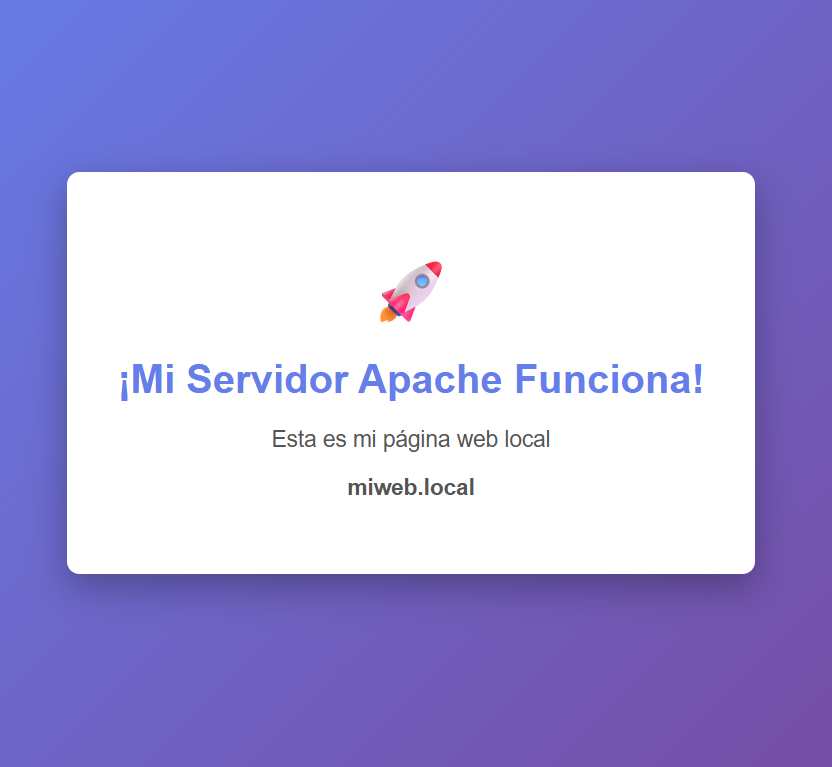 ¡Mi Servidor Apache Funciona!
Esta es mi página web local
miweb.local